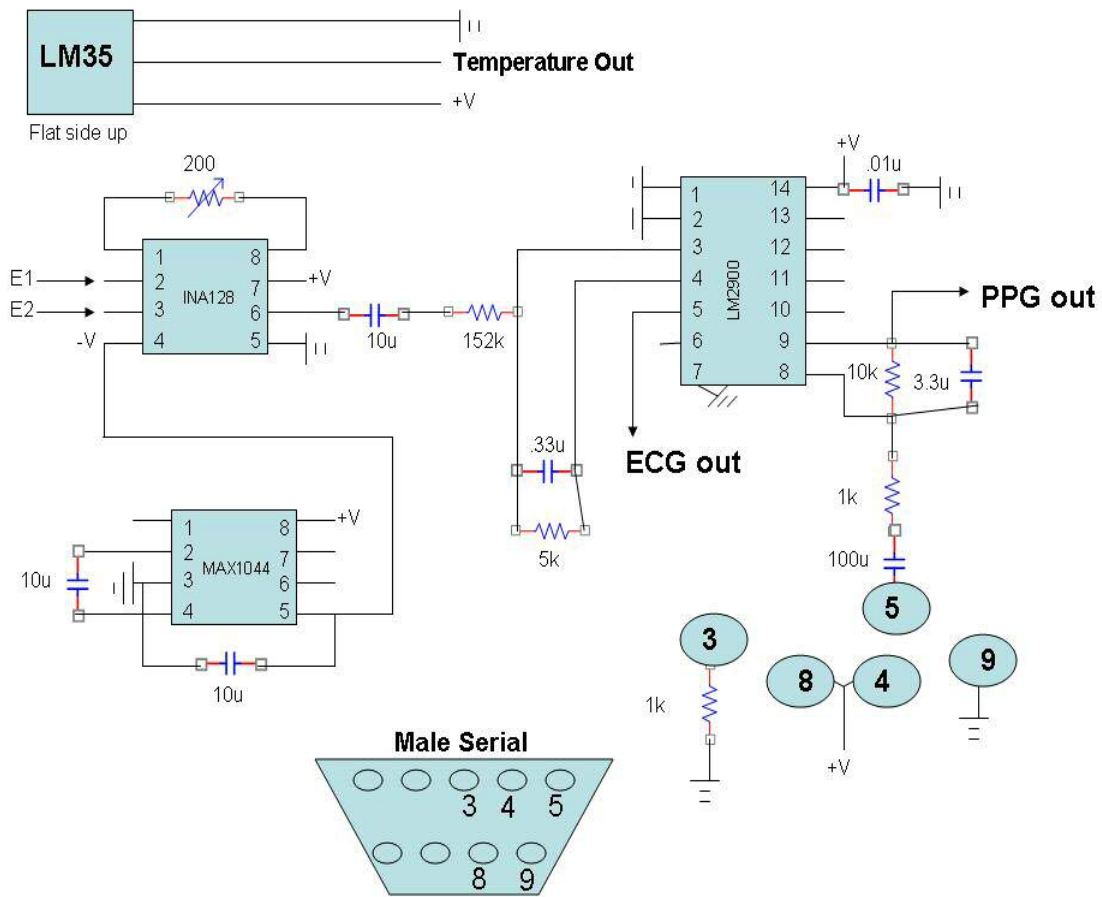 LM35
Temperature Out
+V
Flat side up
200
1 8
E1 2 7 +V
INA128
E2 3 6
-V 4 5
10u
152k
+V
.01u
1 14
2 13
3 12
4 11
5 10
6 9
7 8
LM2900
PPG out
10k
3.3u
ECG out
.33u
5k
1k
100u
5
1 8 +V
2 7
10u
3 MAX1044 6
4 5
10u
3
8 4
9
1k
+V
Male Serial
3 4 5
8 9